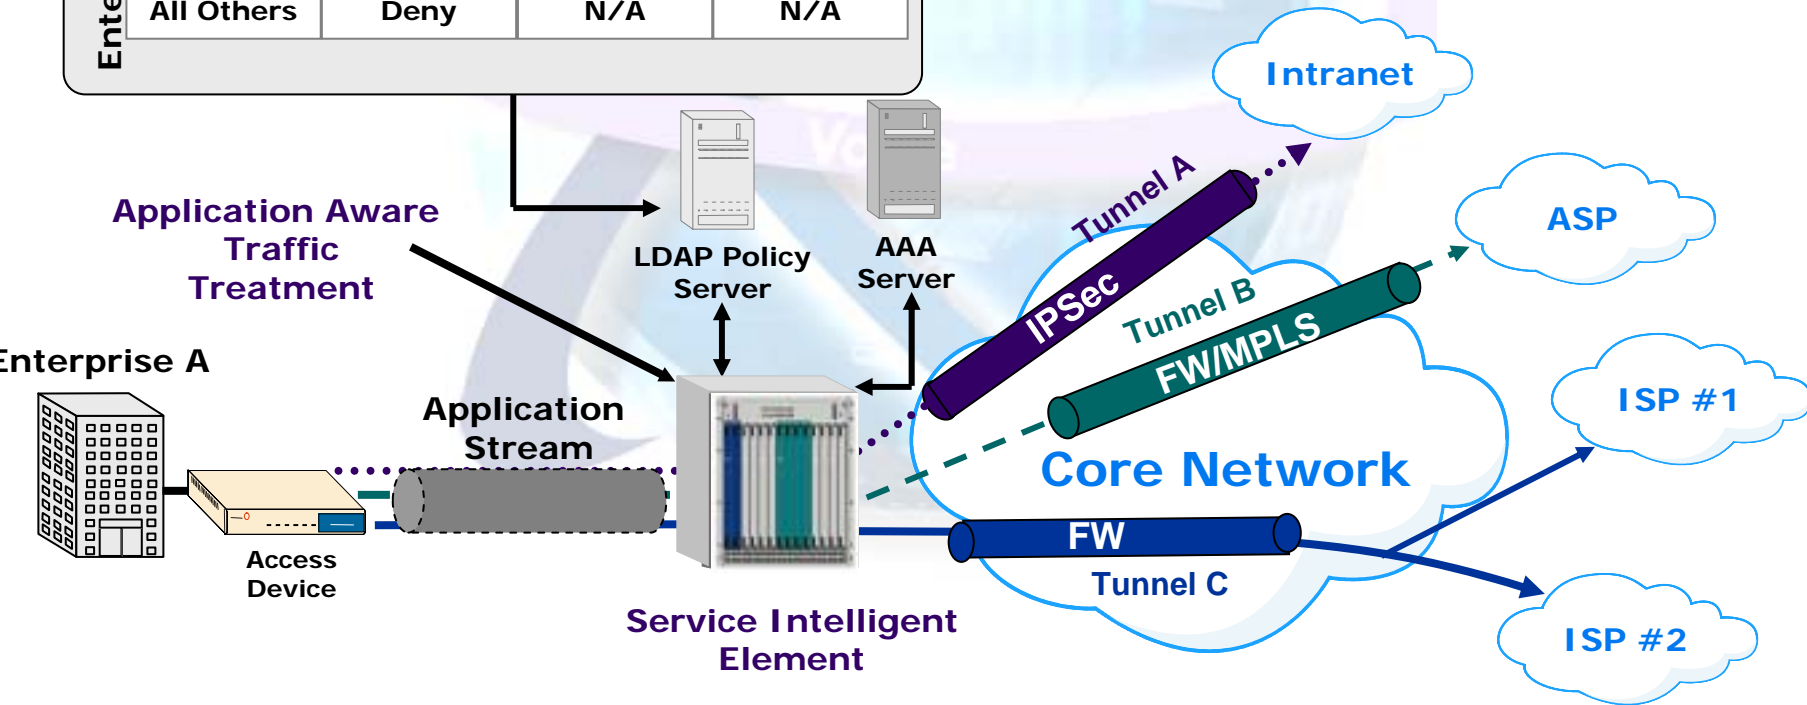 All Others Deny N/A N/A
Ente
Intranet
ASP
Tunnel A
Application Aware
Traffic
Treatment
LDAP Policy
Server
AAA
Server
IPSec
Tunnel B
FW/MPLS
Enterprise A
ISP #1
Application
Stream
Core Network
FW
Tunnel C
Access
Device
Service Intelligent
Element
ISP #2